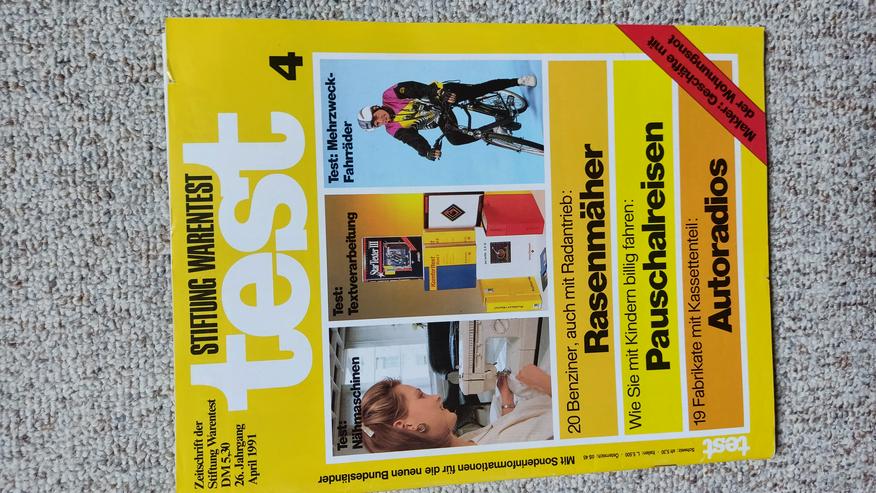 Zeitschrift der
Stiftung Warentest
DM 5,30
26. Jahrgang
April 1991
STIFTUNG WARENTEST
test
4
Test:
Nähmaschinen
Test:
Textverarbeitung
StarTexter III
Test: Mehrzweck-
Fahrräder
20 Benziner, auch mit Radantrieb:
Rasenmäher
Wie Sie mit Kindern billig fahren:
Pauschalreisen
19 Fabrikate mit Kassettenteil:
Autoradios
Makler: Geschäfte mit
der Wohnungsnot
Mit Sonderinformationen für die neuen Bundesländer
test